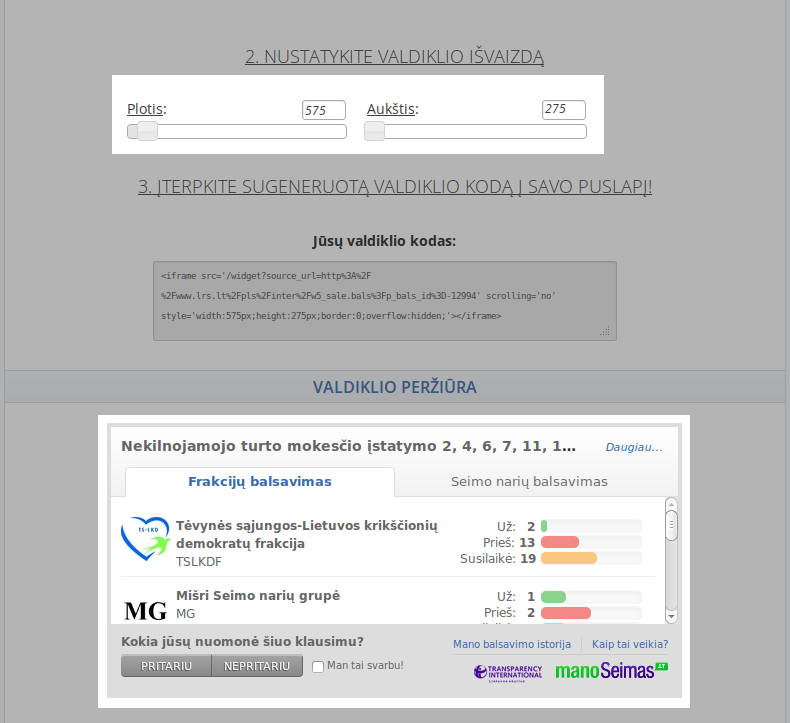 2. NUSTATYKITE VALDIKLIO IŠVAIZDĄ
Plotis: 575 Aukštis: 275
3. ĮTERPKITE SUGENERUOTĄ VALDIKLIO KODĄ Į SAVO PUSLAPĮ!
Jūsų valdiklio kodas:
<iframe src='/widget?source_url=http%3A%2F
%2Fwww.lrs.lt%2Fpls%2Finter%2Fw5_sale.bals%3Fp_bals_id%3D-12994' scrolling='no'
style='width:575px;height:275px;border:0;overflow:hidden;'></iframe>
VALDIKLIO PERŽIŪRA
Nekilnojamojo turto mokesčio įstatymo 2, 4, 6, 7, 11, 1... Daugiau...
Frakcijų balsavimas Seimo narių balsavimas
TS-LKD
Tėvynės sąjungos-Lietuvos krikščionių
demokratų frakcija
TSLKDF
Už: 2
Prieš: 13
Susilaikė: 19
MG
Mišri Seimo narių grupė
MG
Už: 1
Prieš: 2
Kokia jūsų nuomonė šiuo klausimu?
PRITARIU NEPRITARIU Man tai svarbu!
Mano balsavimo istorija Kaip tai veikia?
TRANSPARENCY
INTERNATIONAL
manoSeimas.LT